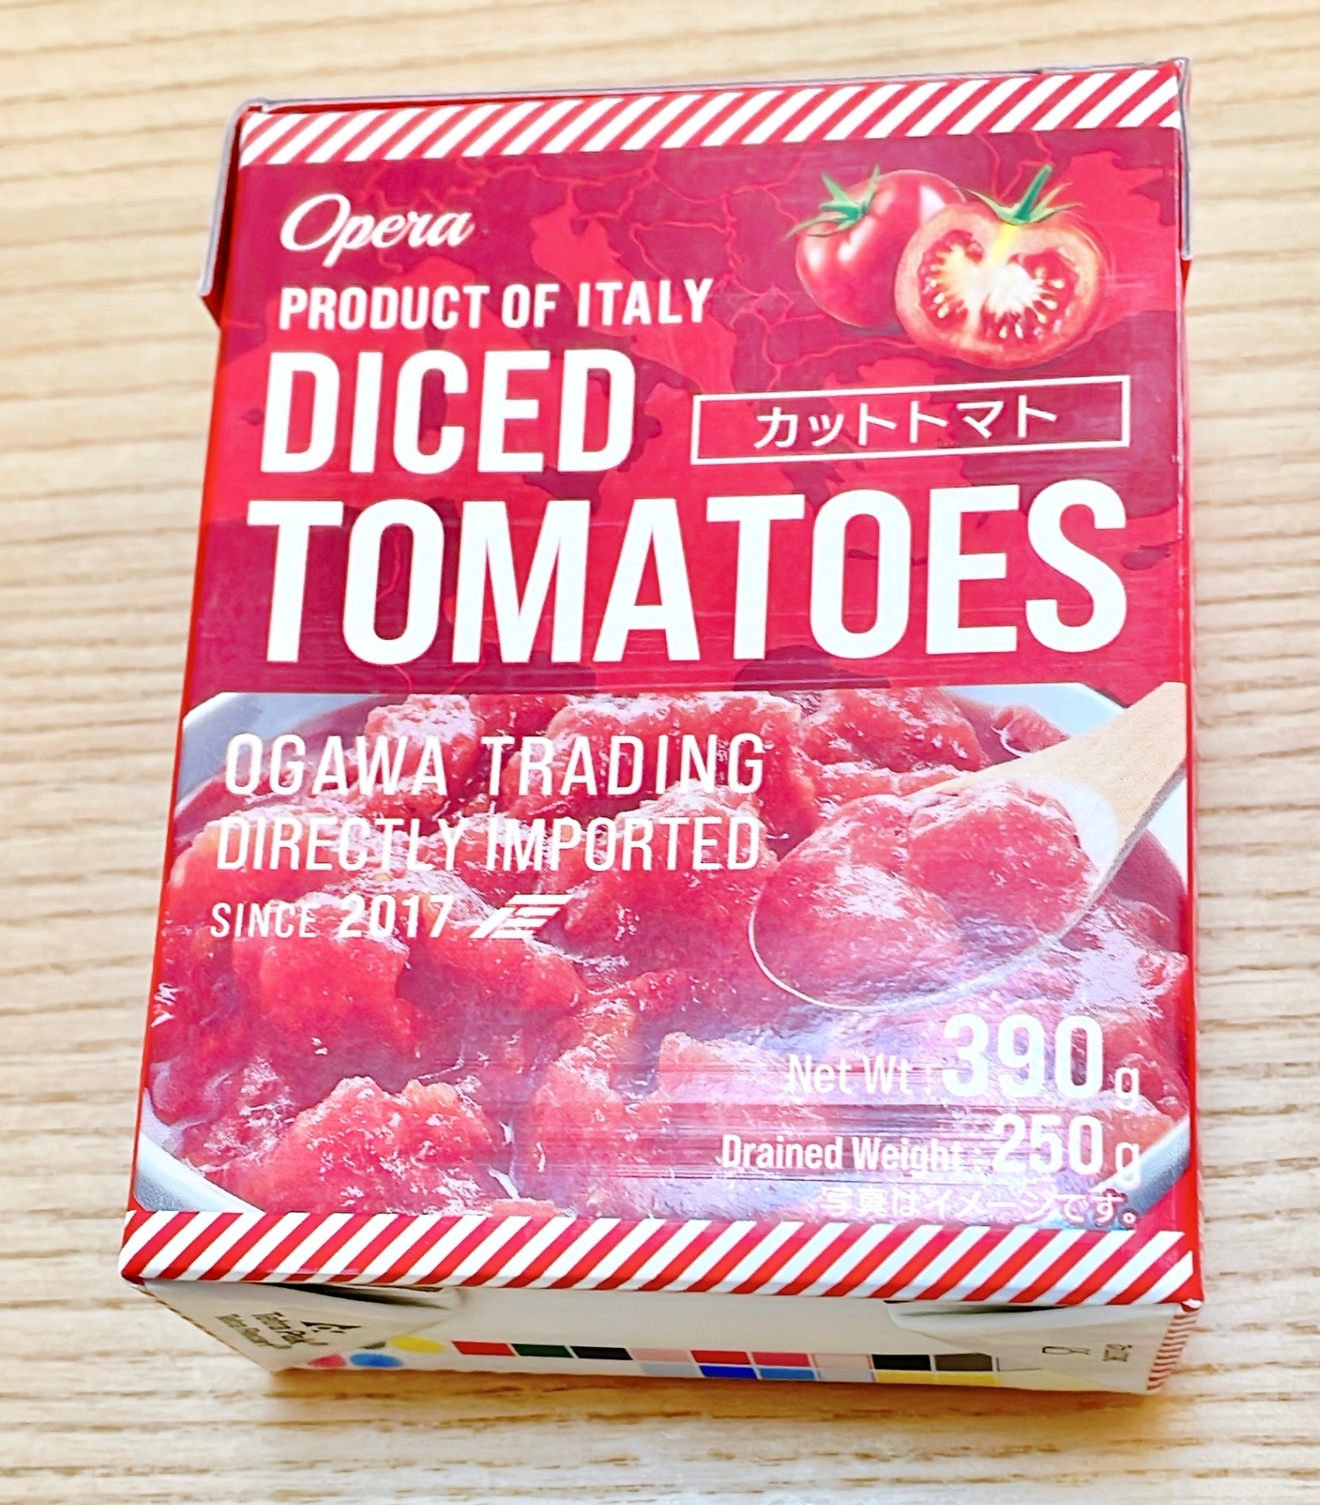 Opera
PRODUCT OF ITALY
DICED
カットトマト
TOMATOES
OGAWA TRADING
DIRECTLY IMPORTED
SINCE 2017
Net Wt : 390g
Drained Weight : 250g
写真はイメージです。